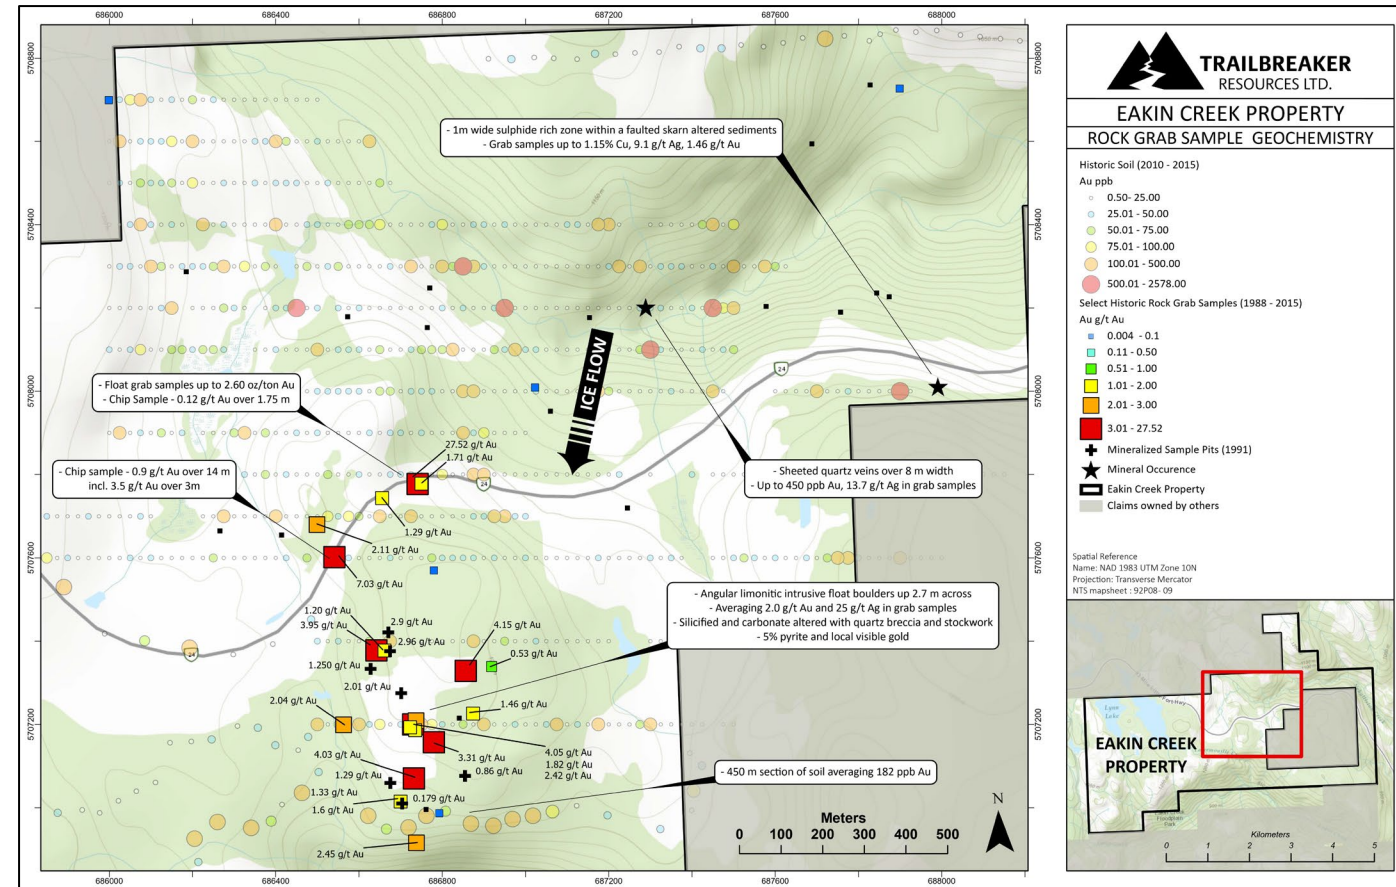 686000 686400 686800 687200 687600 688000
5708800 5708800
5708400 5708400
5708000 5708000
5707600 5707600
5707200 5707200
686000 686400 686800 687200 687600 688000
- 1m wide sulphide rich zone within a faulted skarn altered sediments
- Grab samples up to 1.15% Cu, 9.1 g/t Ag, 1.46 g/t Au
ICE FLOW
24
- Float grab samples up to 2.60 oz/ton Au
- Chip Sample - 0.12 g/t Au over 1.75 m
27.52 g/t Au
1.71 g/t Au
- Chip sample - 0.9 g/t Au over 14 m
incl. 3.5 g/t Au over 3m
- Sheeted quartz veins over 8 m width
- Up to 450 ppb Au, 13.7 g/t Ag in grab samples
24
1.29 g/t Au
2.11 g/t Au
7.03 g/t Au
- Angular limonitic intrusive float boulders up 2.7 m across
- Averaging 2.0 g/t Au and 25 g/t Ag in grab samples
- Silicified and carbonate altered with quartz breccia and stockwork
- 5% pyrite and local visible gold
1.20 g/t Au
3.95 g/t Au
2.9 g/t Au
2.96 g/t Au
4.15 g/t Au
0.53 g/t Au
24
1.250 g/t Au
2.01 g/t Au
2.04 g/t Au
1.46 g/t Au
4.03 g/t Au
3.31 g/t Au
4.05 g/t Au
1.82 g/t Au
2.42 g/t Au
1.29 g/t Au
0.86 g/t Au
1.33 g/t Au
0.179 g/t Au
1.6 g/t Au
2.45 g/t Au
- 450 m section of soil averaging 182 ppb Au
Meters
0 100 200 300 400 500
N
TRAILBREAKER
RESOURCES LTD.
EAKIN CREEK PROPERTY
ROCK GRAB SAMPLE GEOCHEMISTRY
Historic Soil (2010 - 2015)
Au ppb
0.50- 25.00
25.01 - 50.00
50.01 - 75.00
75.01 - 100.00
100.01 - 500.00
500.01 - 2578.00
Select Historic Rock Grab Samples (1988 - 2015)
Au g/t Au
0.004 - 0.1
0.11 - 0.50
0.51 - 1.00
1.01 - 2.00
2.01 - 3.00
3.01 - 27.52
Mineralized Sample Pits (1991)
Mineral Occurence
Eakin Creek Property
Claims owned by others
Spatial Reference
Name: NAD 1983 UTM Zone 10N
Projection: Transverse Mercator
NTS mapsheet : 92P08- 09
EAKIN CREEK
PROPERTY
Kilometers
0 1 2 3 4 5